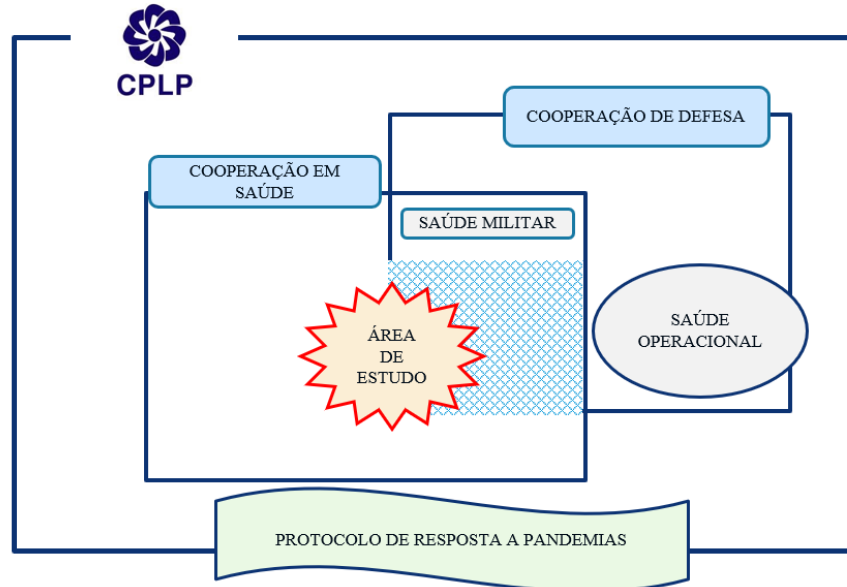 CPLP
COOPERAÇÃO DE DEFESA
COOPERAÇÃO EM
SAÚDE
SAÚDE MILITAR
ÁREA
DE
ESTUDO
SAÚDE
OPERACIONAL
PROTOCOLO DE RESPOSTA A PANDEMIAS